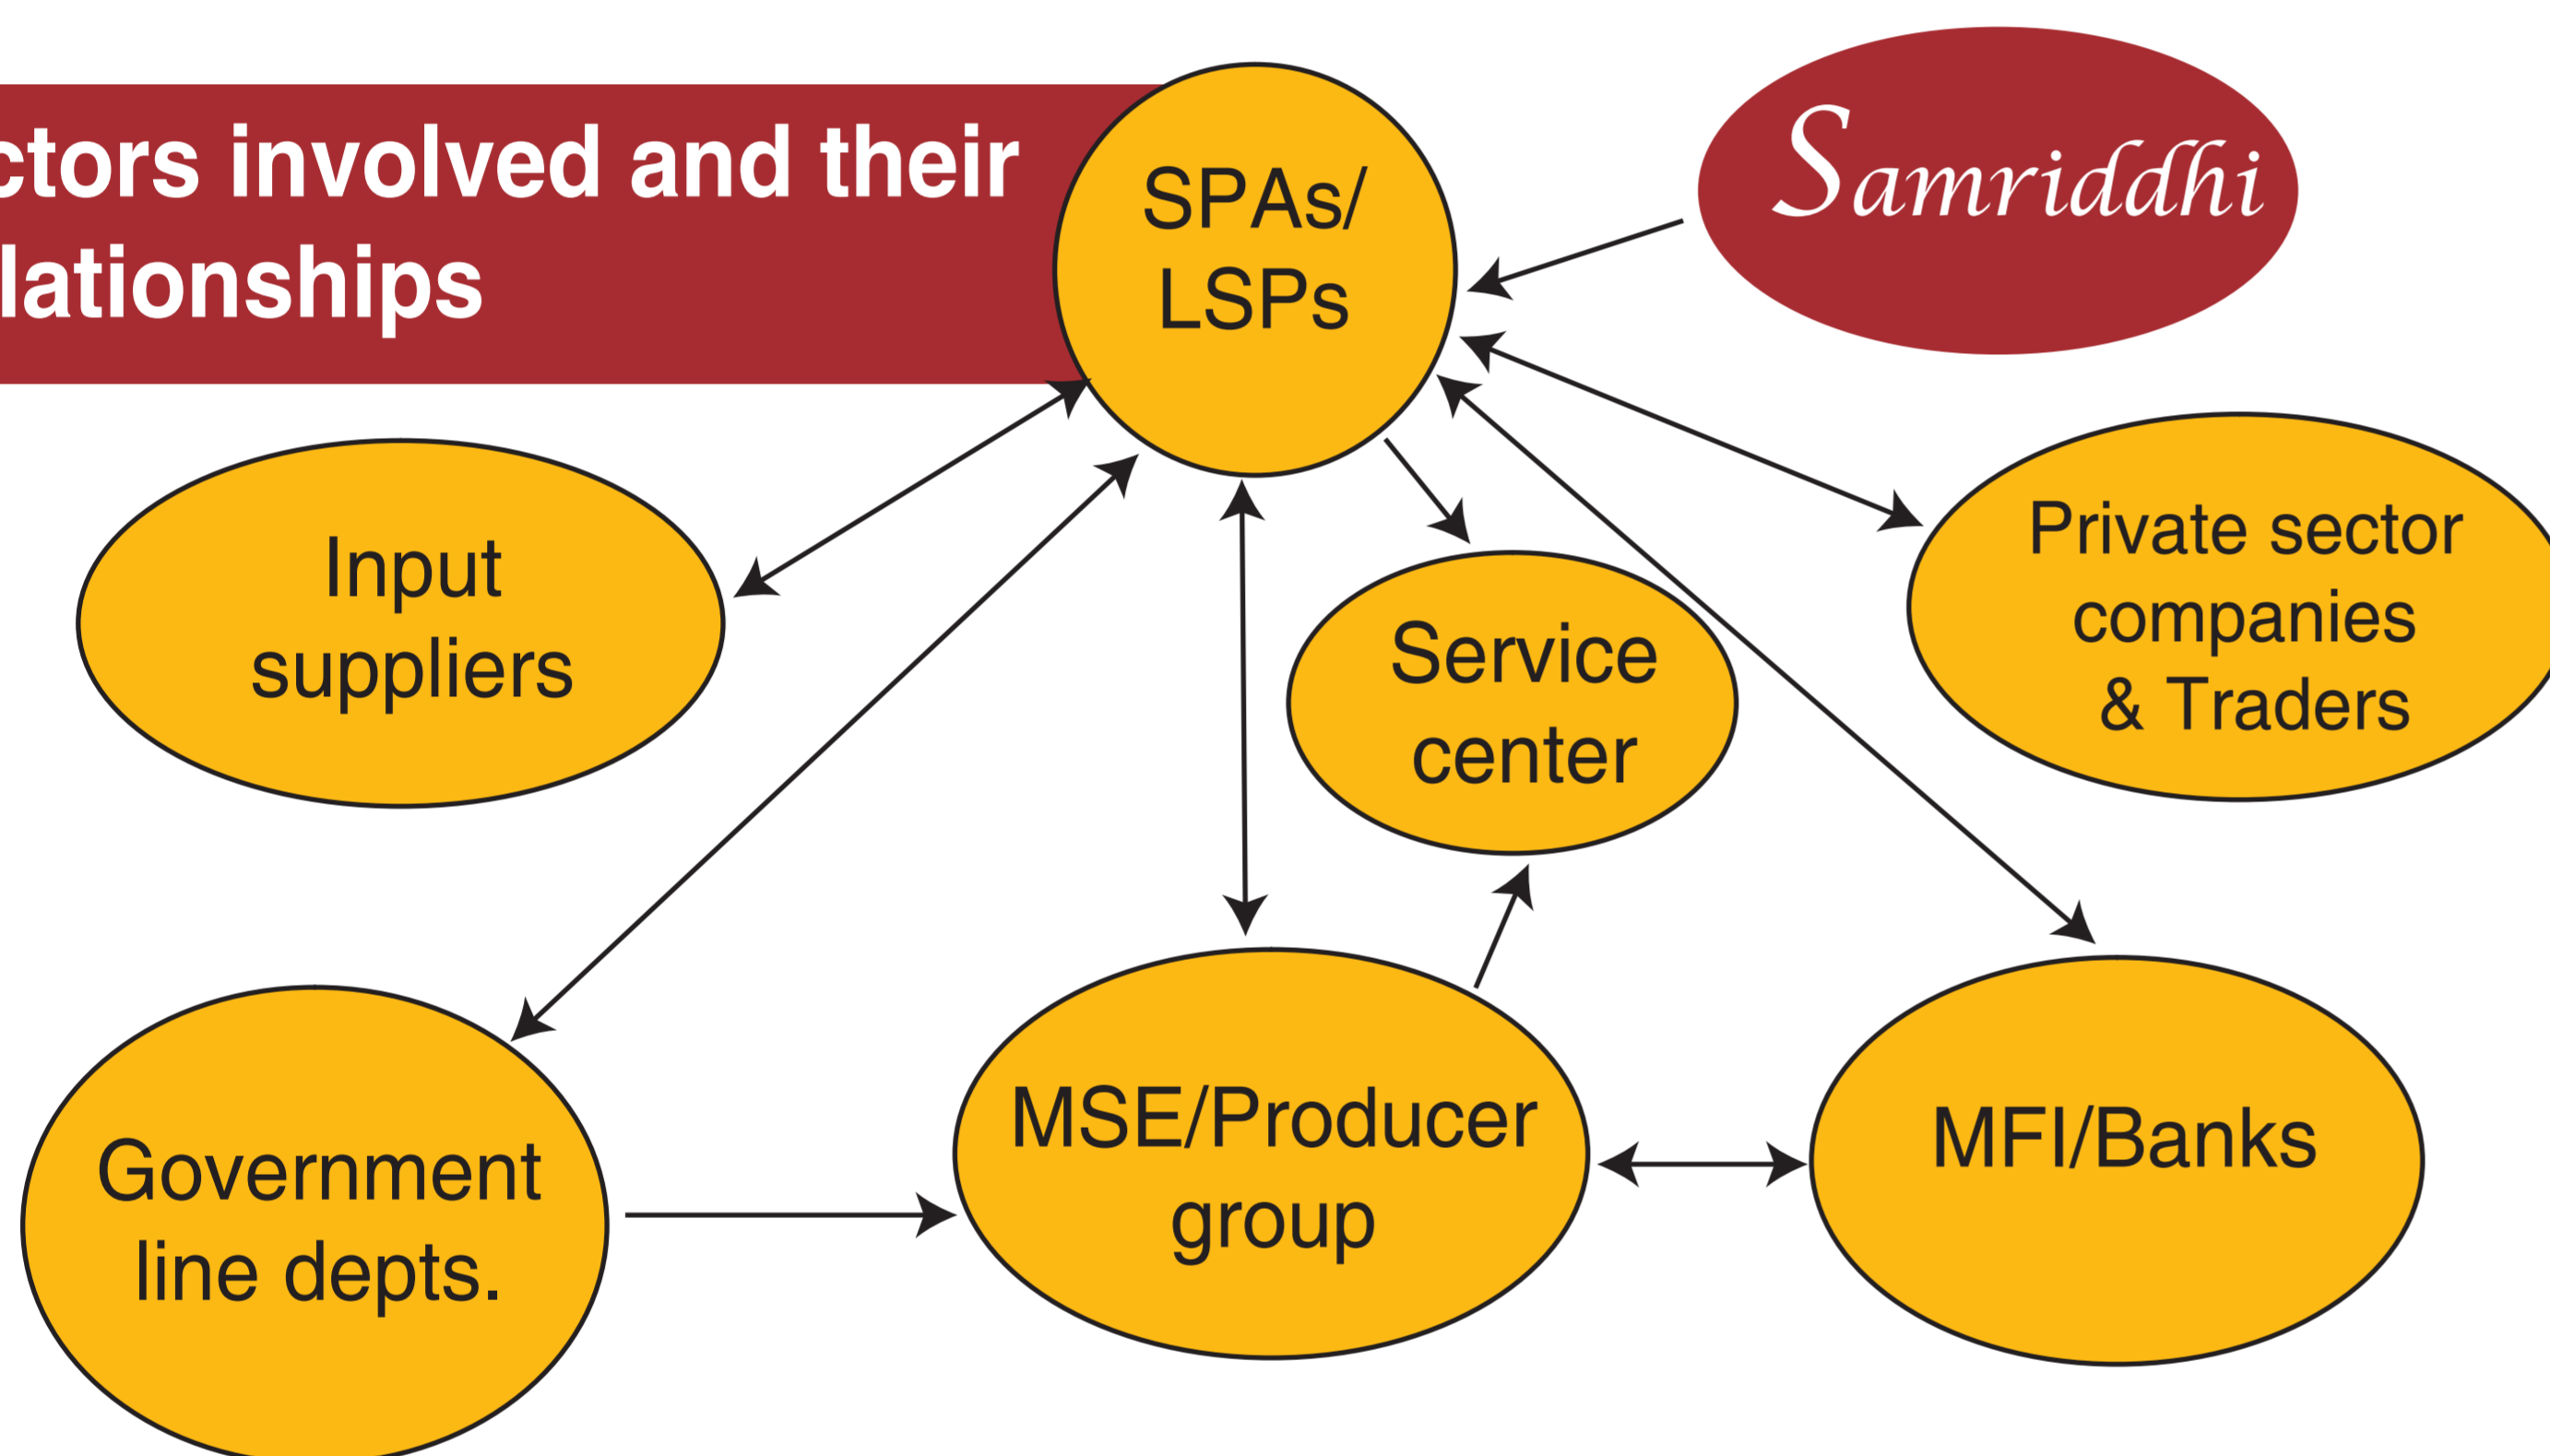 ctors involved and their
lationships
SPAs/
LSPs
Samriddhi
Input
suppliers
Service
center
Private sector
companies
& Traders
Government
line depts.
MSE/Producer
group
MFI/Banks